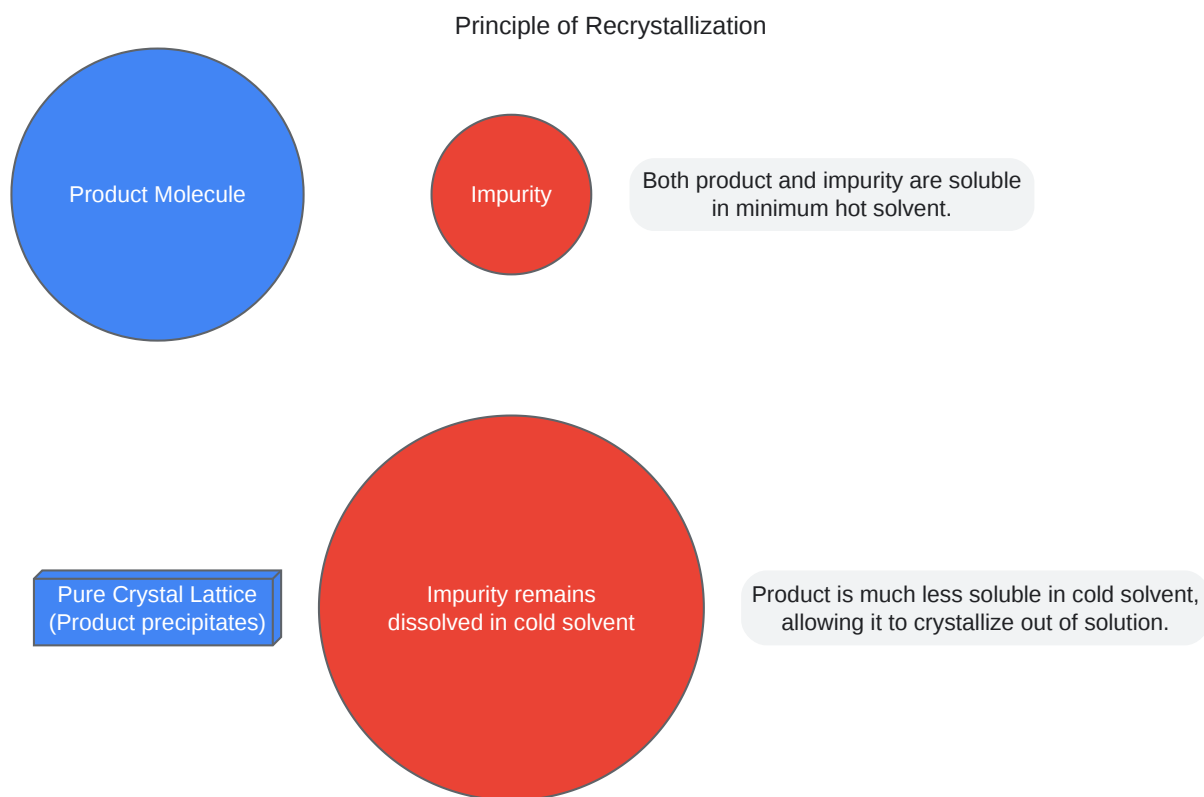 Principle of Recrystallization
Product Molecule
Impurity
Both product and impurity are soluble
in minimum hot solvent.
Pure Crystal Lattice
(Product precipitates)
Impurity remains
dissolved in cold solvent
Product is much less soluble in cold solvent,
allowing it to crystallize out of solution.